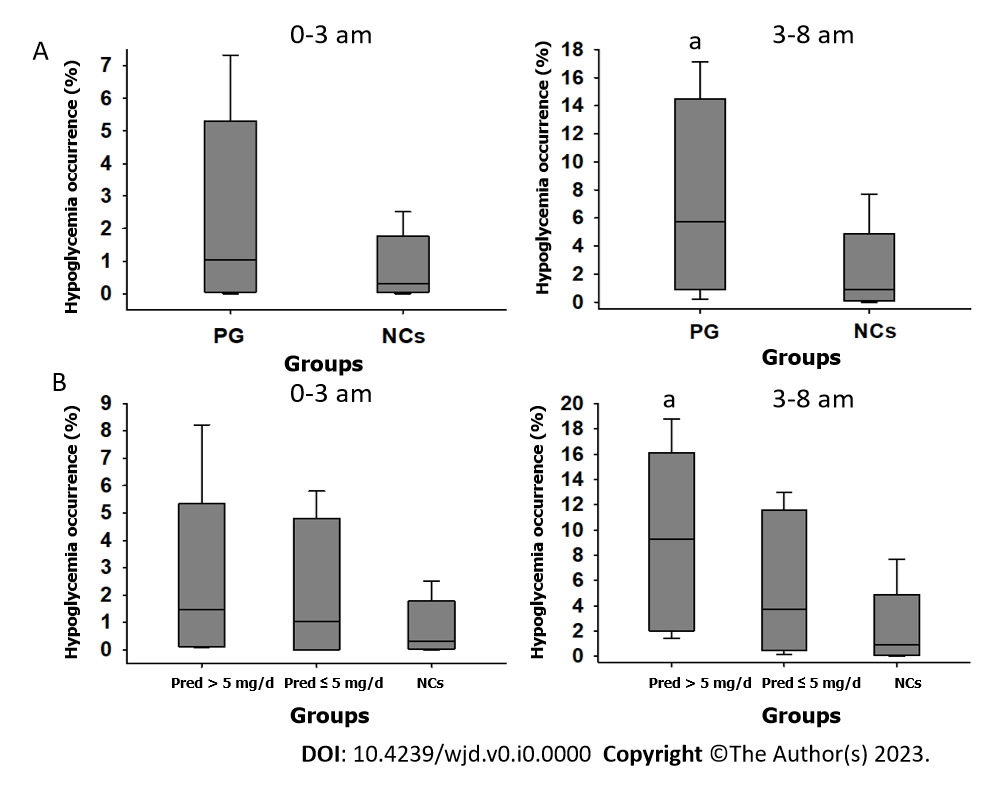 A
0-3 am
Hypoglycemia occurrence (%)
7
6
5
4
3
2
1
0
PG NCs
Groups
3-8 am
a
Hypoglycemia occurrence (%)
18
16
14
12
10
8
6
4
2
0
PG NCs
Groups
B
0-3 am
Hypoglycemia occurrence (%)
9
8
7
6
5
4
3
2
1
0
Pred > 5 mg/d Pred ≤ 5 mg/d NCs
Groups
3-8 am
a
Hypoglycemia occurrence (%)
20
18
16
14
12
10
8
6
4
2
0
Pred > 5 mg/d Pred ≤ 5 mg/d NCs
Groups
DOI: 10.4239/wjd.v0.i0.0000 Copyright ©The Author(s) 2023.